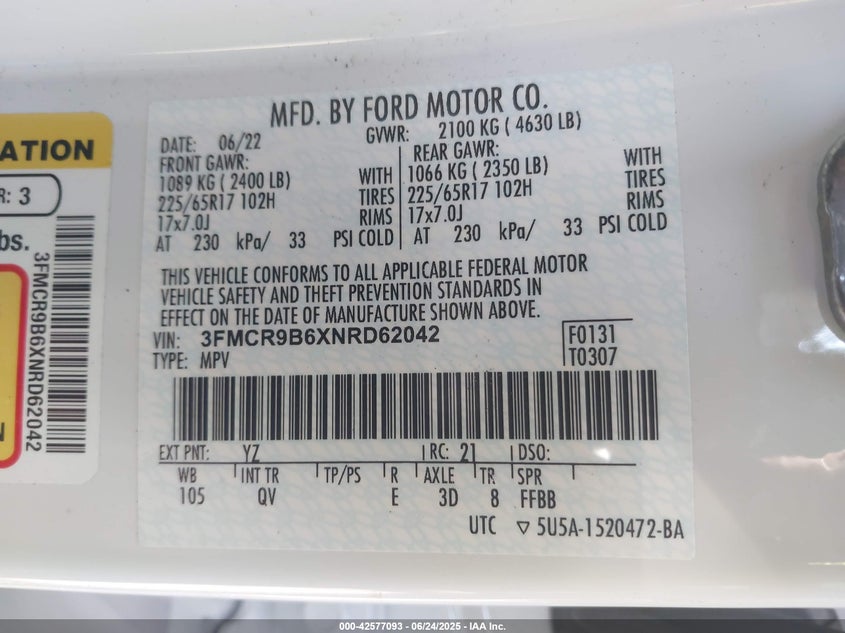 MFD. BY FORD MOTOR CO.
DATE: 06/22 GVWR: 2100 KG ( 4630 LB)
FRONT GAWR: WITH REAR GAWR: WITH
1089 KG ( 2400 LB) TIRES 1066 KG ( 2350 LB) TIRES
225/65R17 102H RIMS 225/65R17 102H RIMS
17x7.0J 17x7.0J
AT 230 kPa/ 33 PSI COLD AT 230 kPa/ 33 PSI COLD
THIS VEHICLE CONFORMS TO ALL APPLICABLE FEDERAL MOTOR
VEHICLE SAFETY AND THEFT PREVENTION STANDARDS IN
EFFECT ON THE DATE OF MANUFACTURE SHOWN ABOVE.
VIN: 3FMCR9B6XNRD62042 F0131
TYPE: MPV T0307
EXT PNT: YZ RC: 21 DSO:
WB INT TR TP/PS R AXLE TR SPR
105 QV E 3D 8 FFBB
UTC ▽ 5U5A-1520472-BA
ATION
R: 3
bs.
3FMCR9B6XNRD62042
N
000-42577093 - 06/24/2025 - IAA Inc.